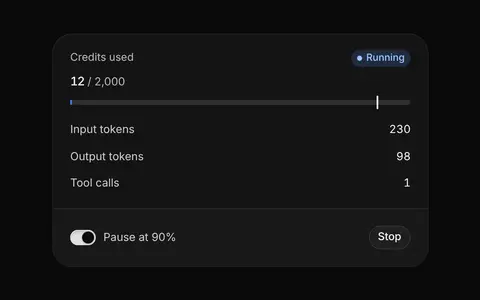 Credits used
Running
12 / 2,000
Input tokens 230
Output tokens 98
Tool calls 1
Pause at 90%
Stop